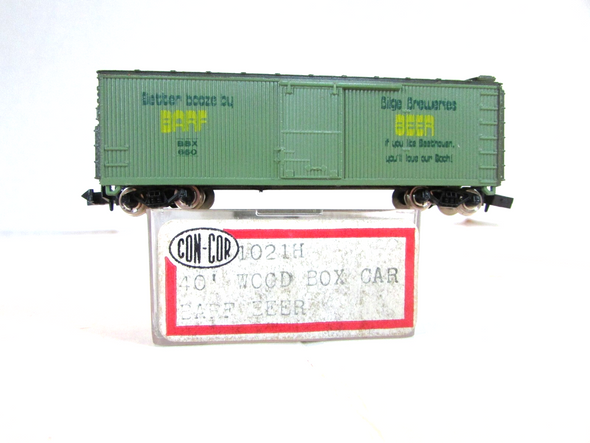 Better booze by
BARF
BBX
650
Bilge Breweries
BEER
if you like Beethoven,
you'll love our Bach!
CON-COR
1021H
40' WOOD BOX CAR
BARF BEER